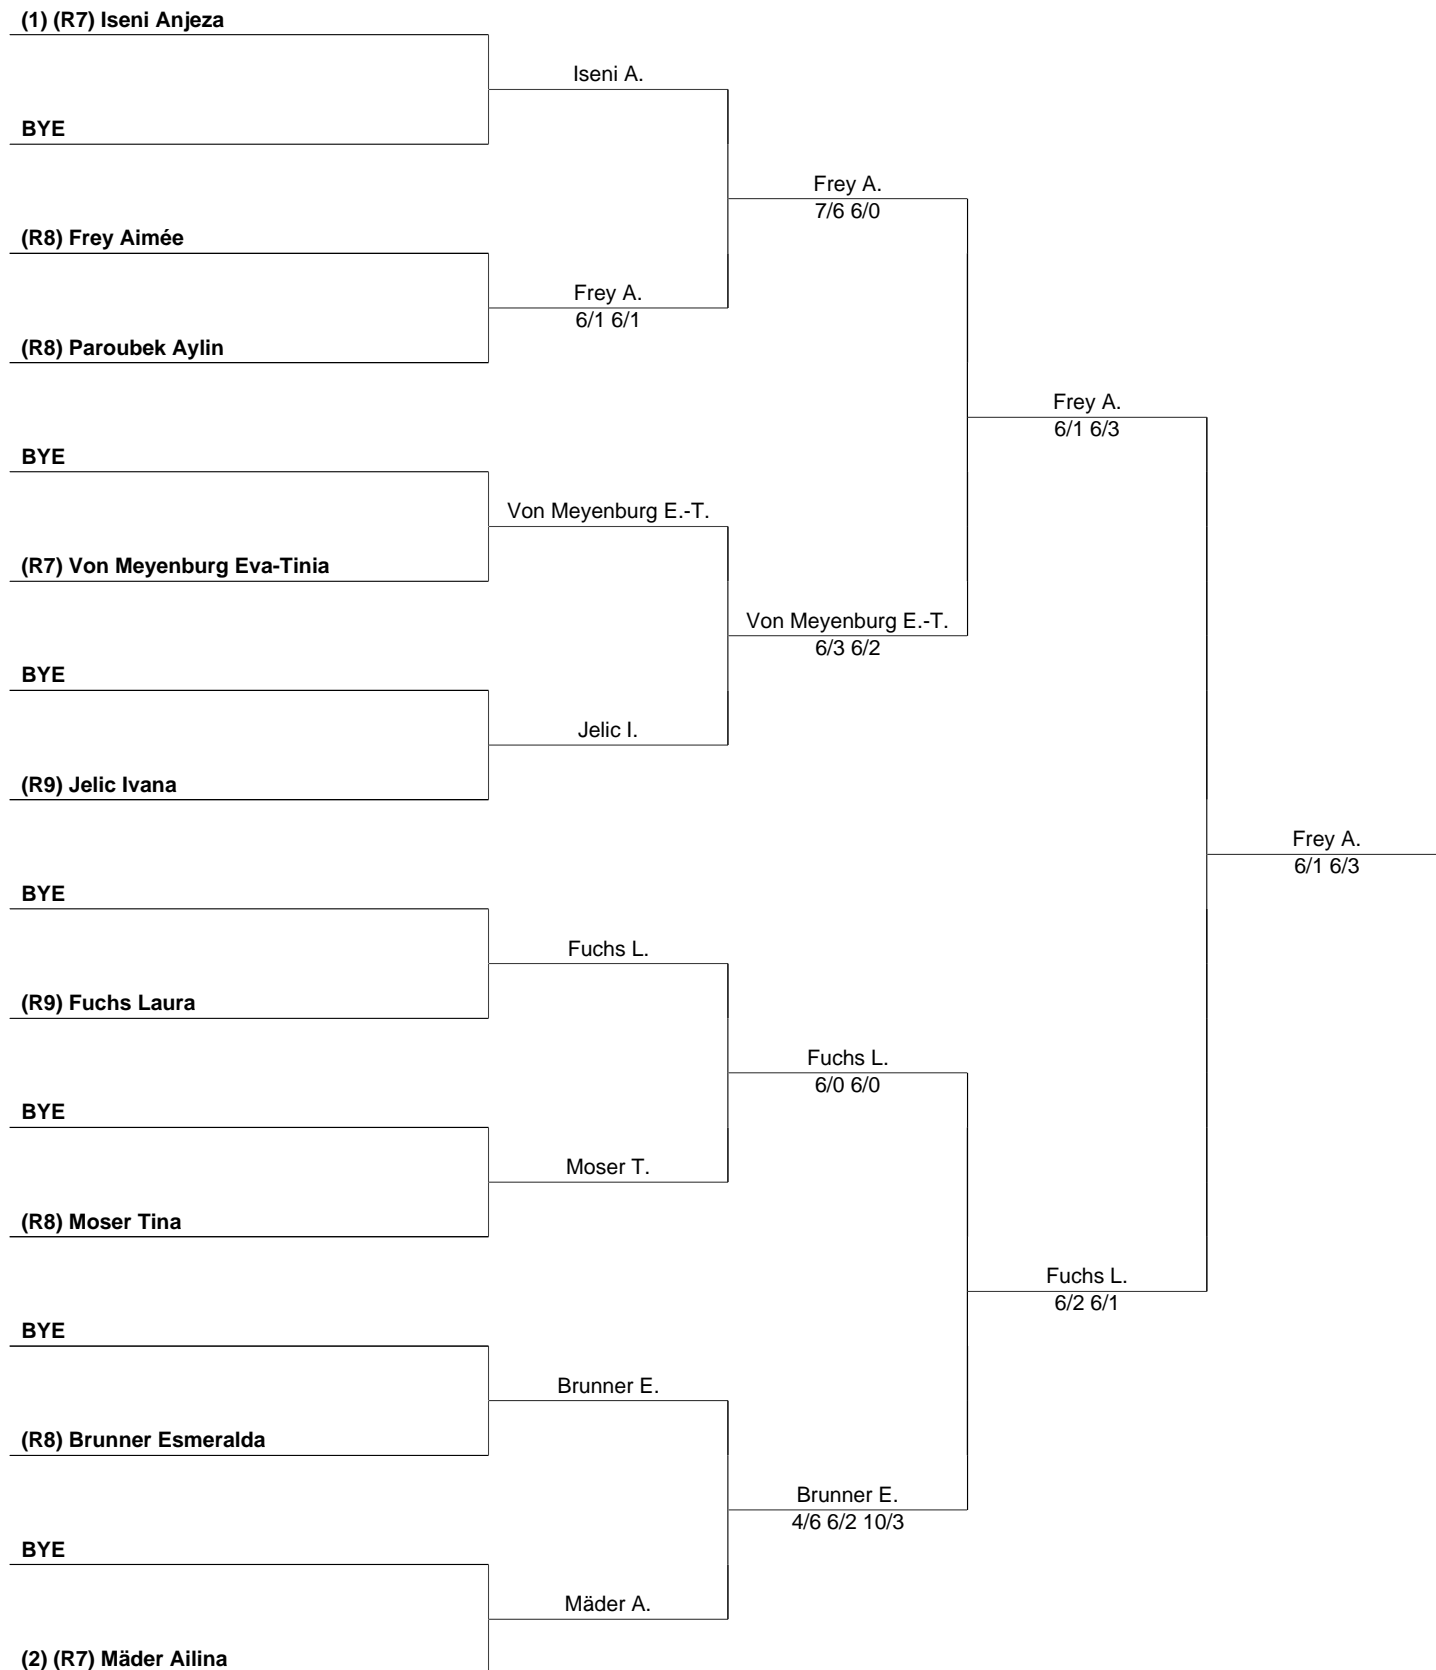 (1) (R7) Iseni Anjeza
Iseni A.
BYE
Frey A.
7/6 6/0
(R8) Frey Aimée
Frey A.
6/1 6/1
(R8) Paroubek Aylin
Frey A.
6/1 6/3
BYE
Von Meyenburg E.-T.
(R7) Von Meyenburg Eva-Tinia
Von Meyenburg E.-T.
6/3 6/2
BYE
Jelic I.
(R9) Jelic Ivana
Frey A.
6/1 6/3
BYE
Fuchs L.
(R9) Fuchs Laura
Fuchs L.
6/0 6/0
BYE
Moser T.
(R8) Moser Tina
Fuchs L.
6/2 6/1
BYE
Brunner E.
(R8) Brunner Esmeralda
Brunner E.
4/6 6/2 10/3
BYE
Mäder A.
(2) (R7) Mäder Ailina